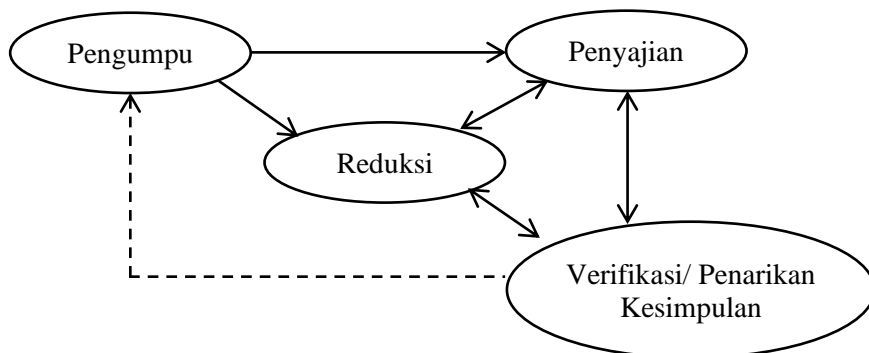 Pengumpu
Penyajian
Reduksi
Verifikasi/ Penarikan
Kesimpulan